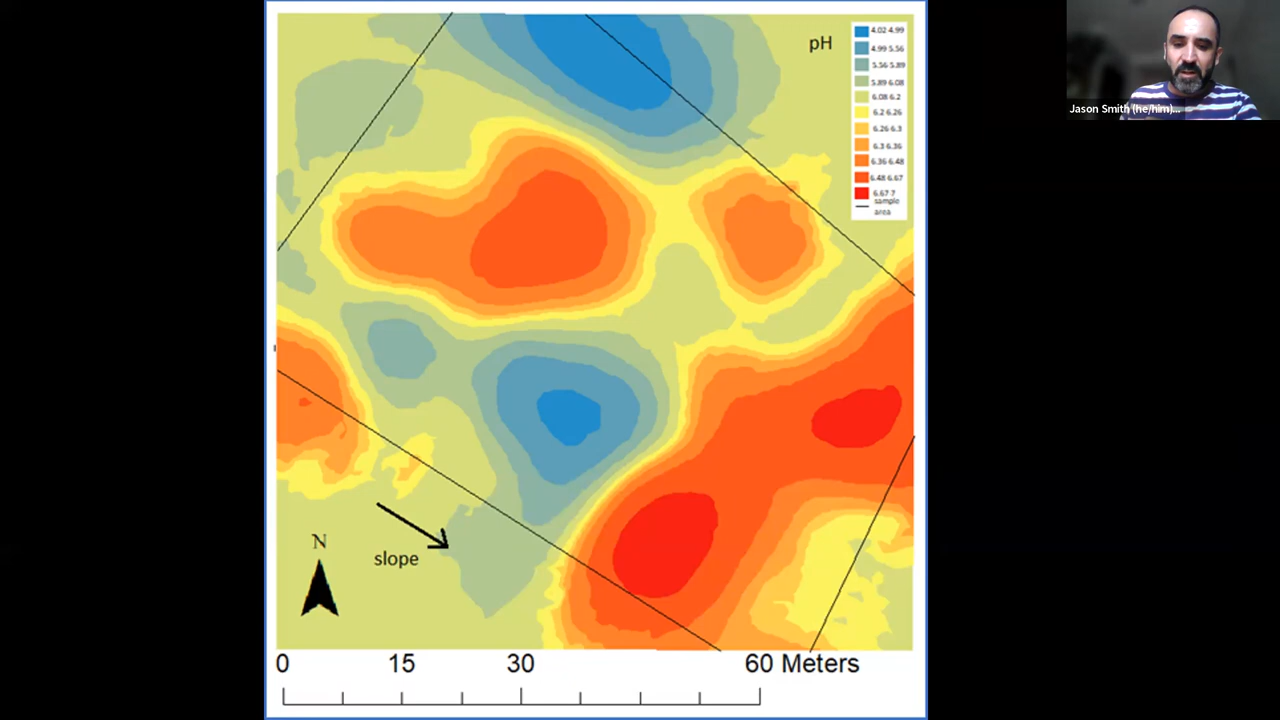 pH
4.02 4.99
4.99 5.56
5.56 5.89
5.89 6.08
6.08 6.2
6.2 6.26
6.26 6.3
6.3 6.36
6.36 6.48
6.48 6.67
6.67 7
sample
area
Jason Smith (he/him)...
N
slope
0 15 30 60 Meters